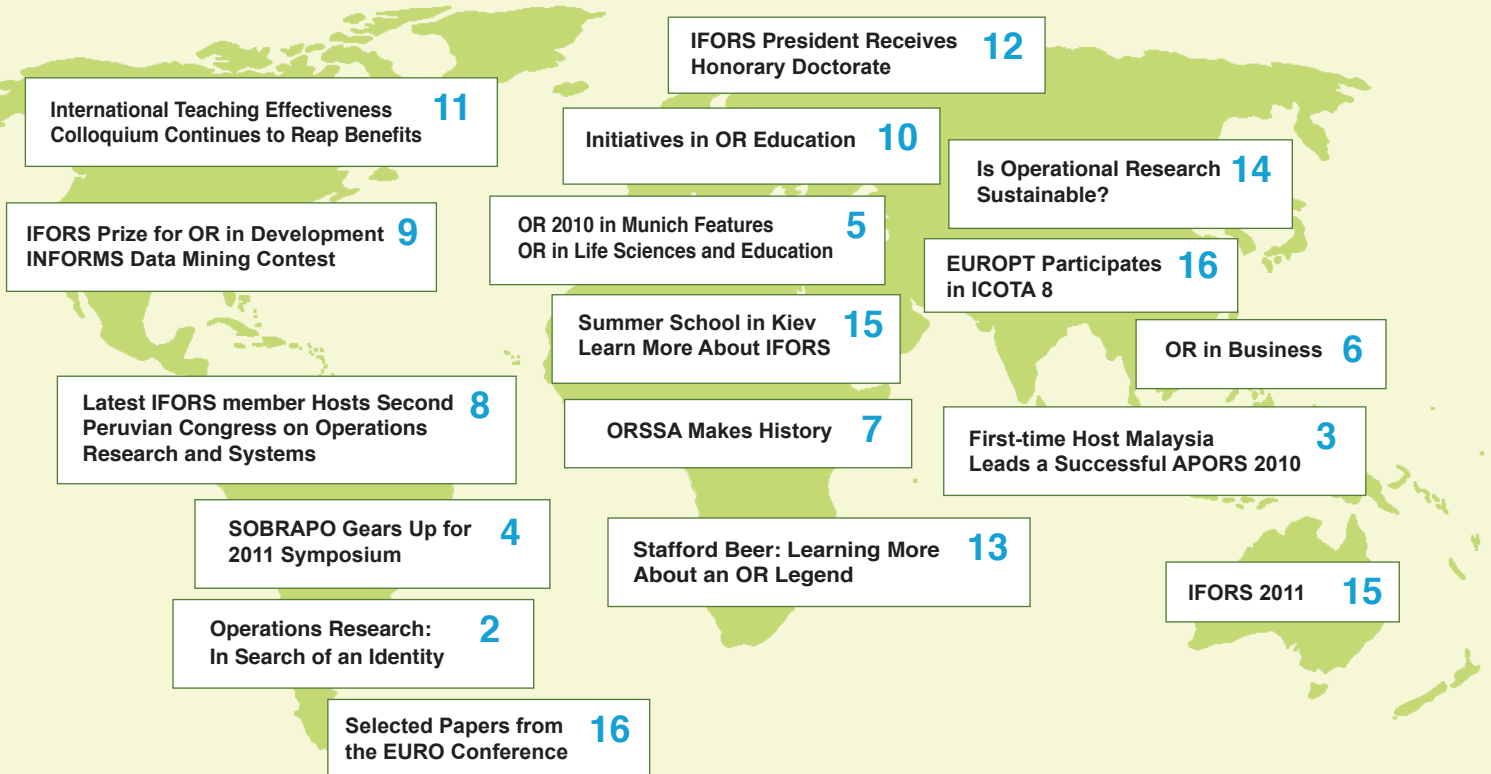 IFORS President Receives 12
Honorary Doctorate
International Teaching Effectiveness 11
Colloquium Continues to Reap Benefits
Initiatives in OR Education 10
Is Operational Research 14
Sustainable?
IFORS Prize for OR in Development 9
INFORMS Data Mining Contest
OR 2010 in Munich Features 5
OR in Life Sciences and Education
EUROPT Participates 16
in ICOTA 8
Summer School in Kiev 15
Learn More About IFORS
OR in Business 6
Latest IFORS member Hosts Second 8
Peruvian Congress on Operations
Research and Systems
ORSSA Makes History 7
First-time Host Malaysia 3
Leads a Successful APORS 2010
SOBRAPO Gears Up for 4
2011 Symposium
Stafford Beer: Learning More 13
About an OR Legend
IFORS 2011 15
Operations Research: 2
In Search of an Identity
Selected Papers from 16
the EURO Conference